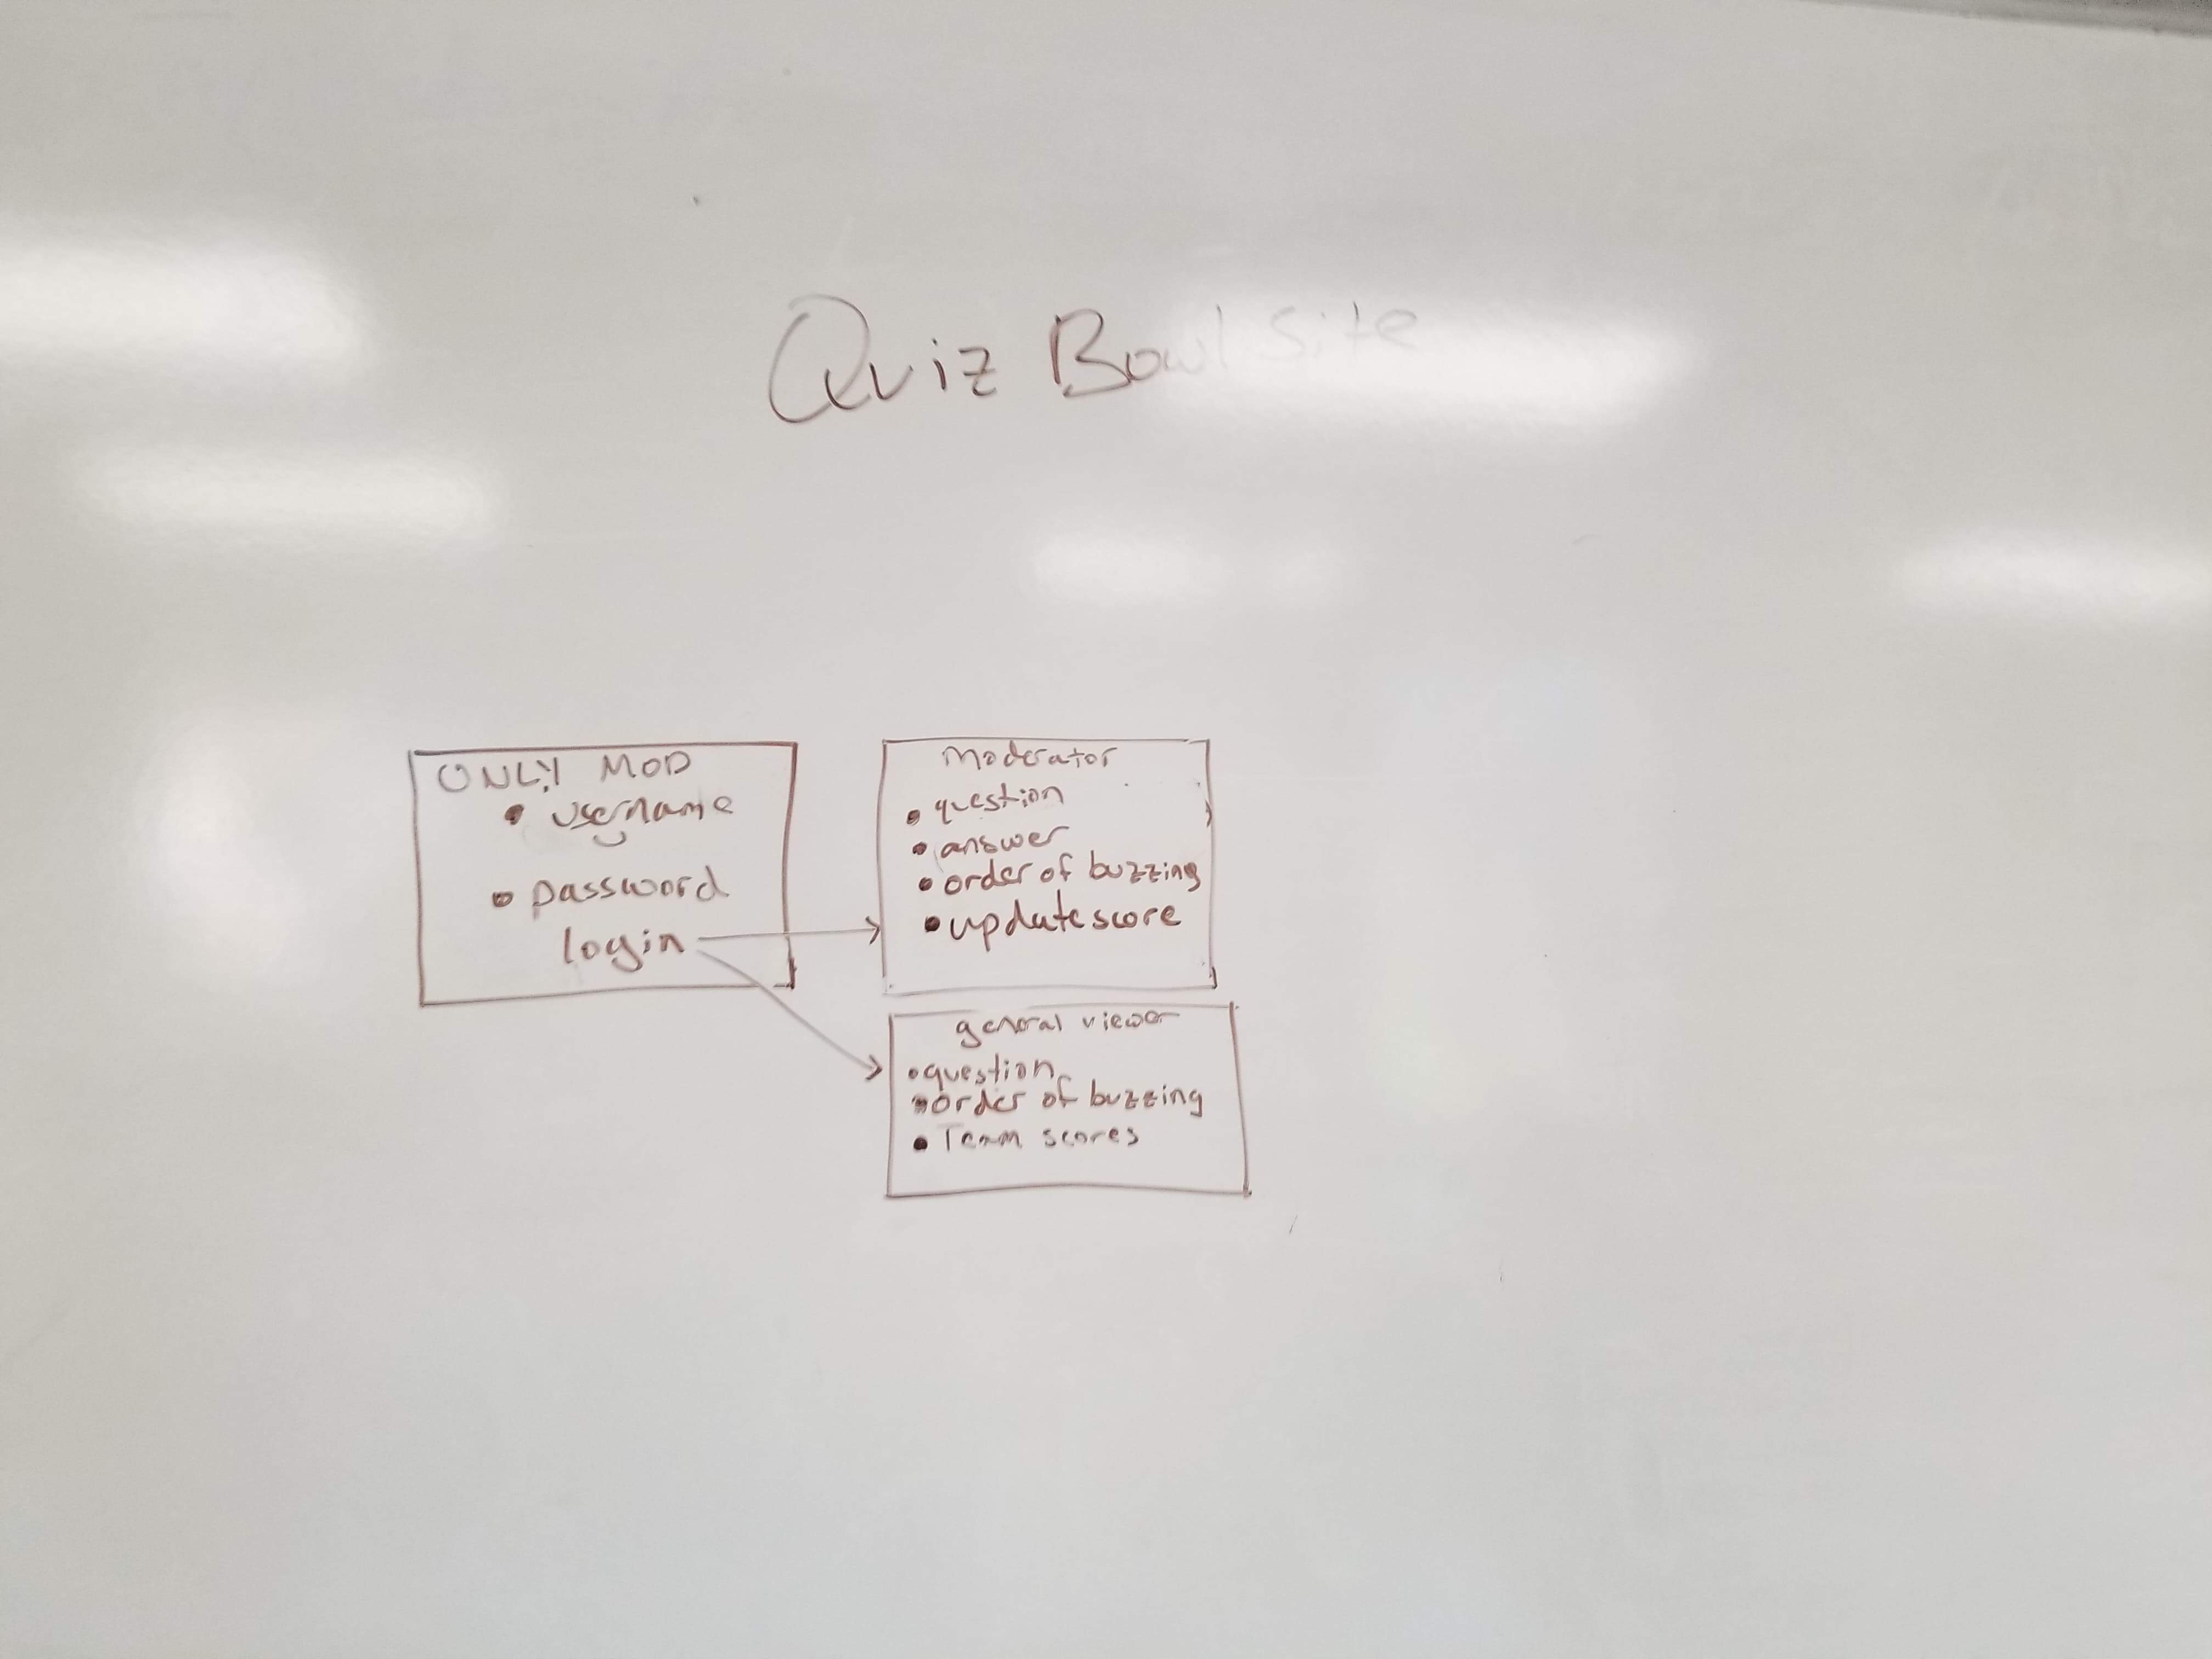 Quiz Bowl Site
ONLY MOD
• username
• password
login
Moderator
• question
• answer
• order of buzzing
• update score
general viewer
• question
• order of buzzing
• Team scores